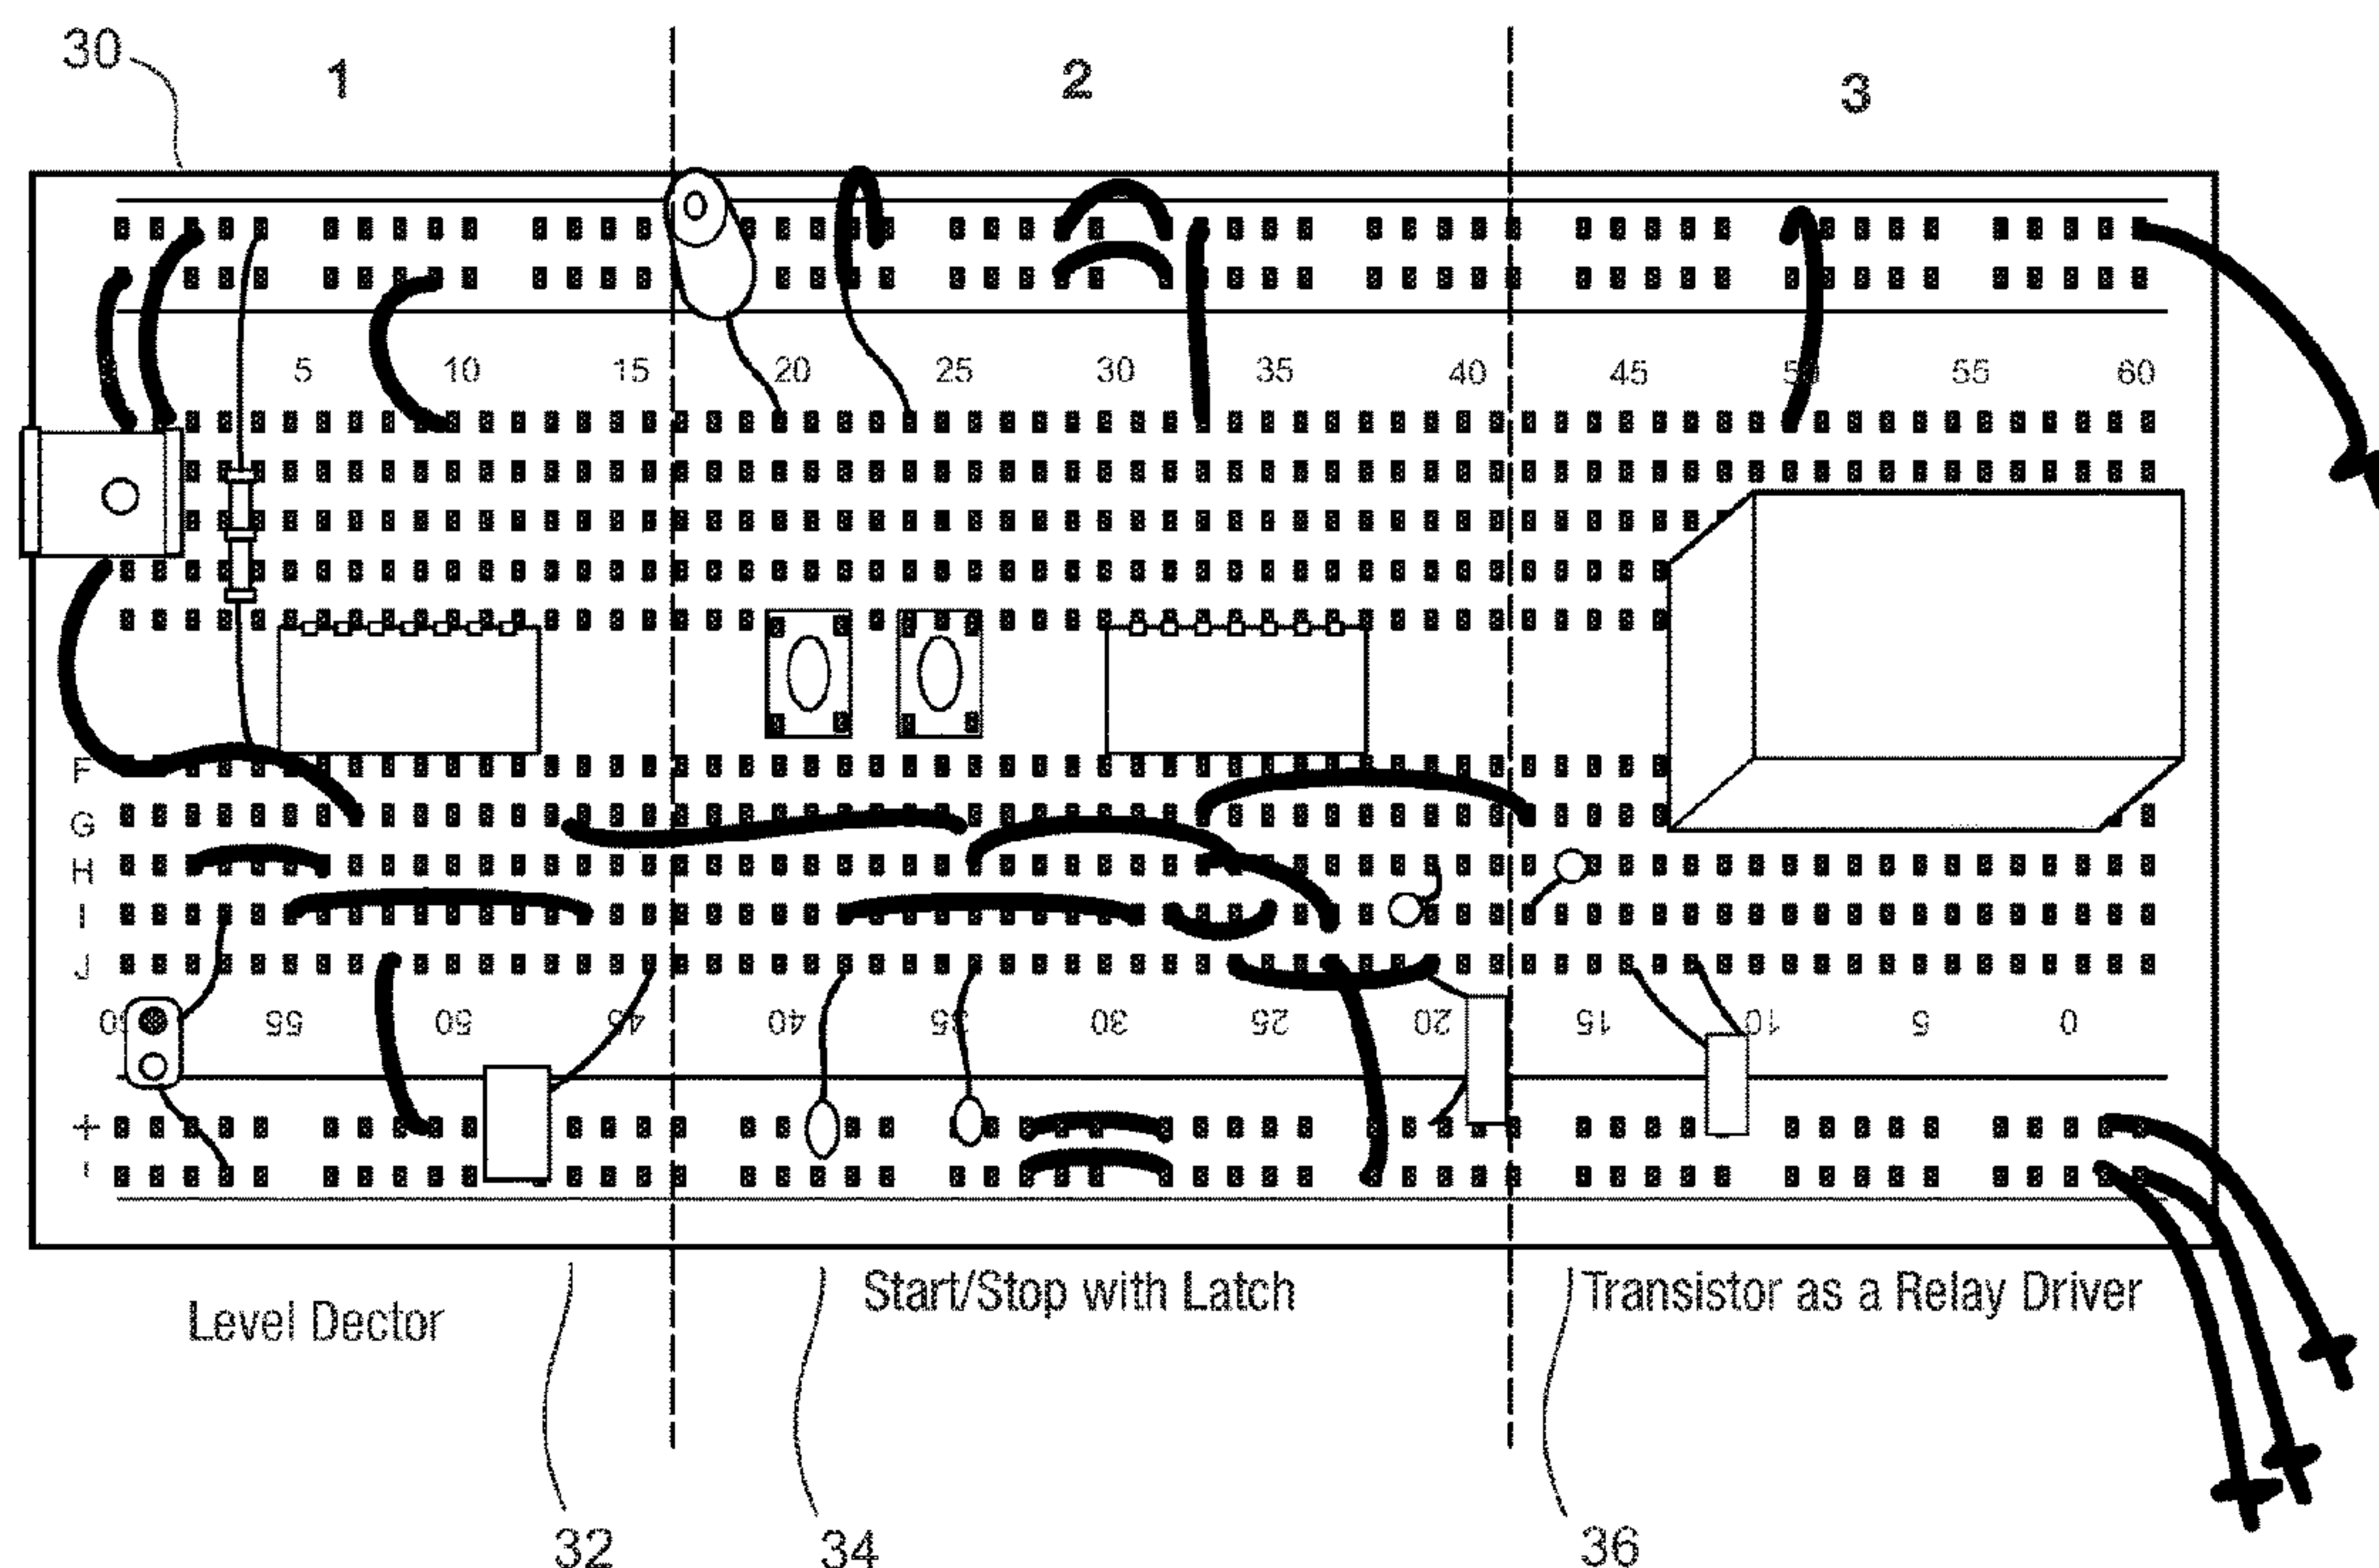 30
1
2
3
5 10 15 20 25 30 35 40 45 50 55 60
F
G
H
I
J
60 55 50 45 40 35 30 25 20 15 10 5 0
+
-
Level Dector
Start/Stop with Latch
Transistor as a Relay Driver
32
34
36